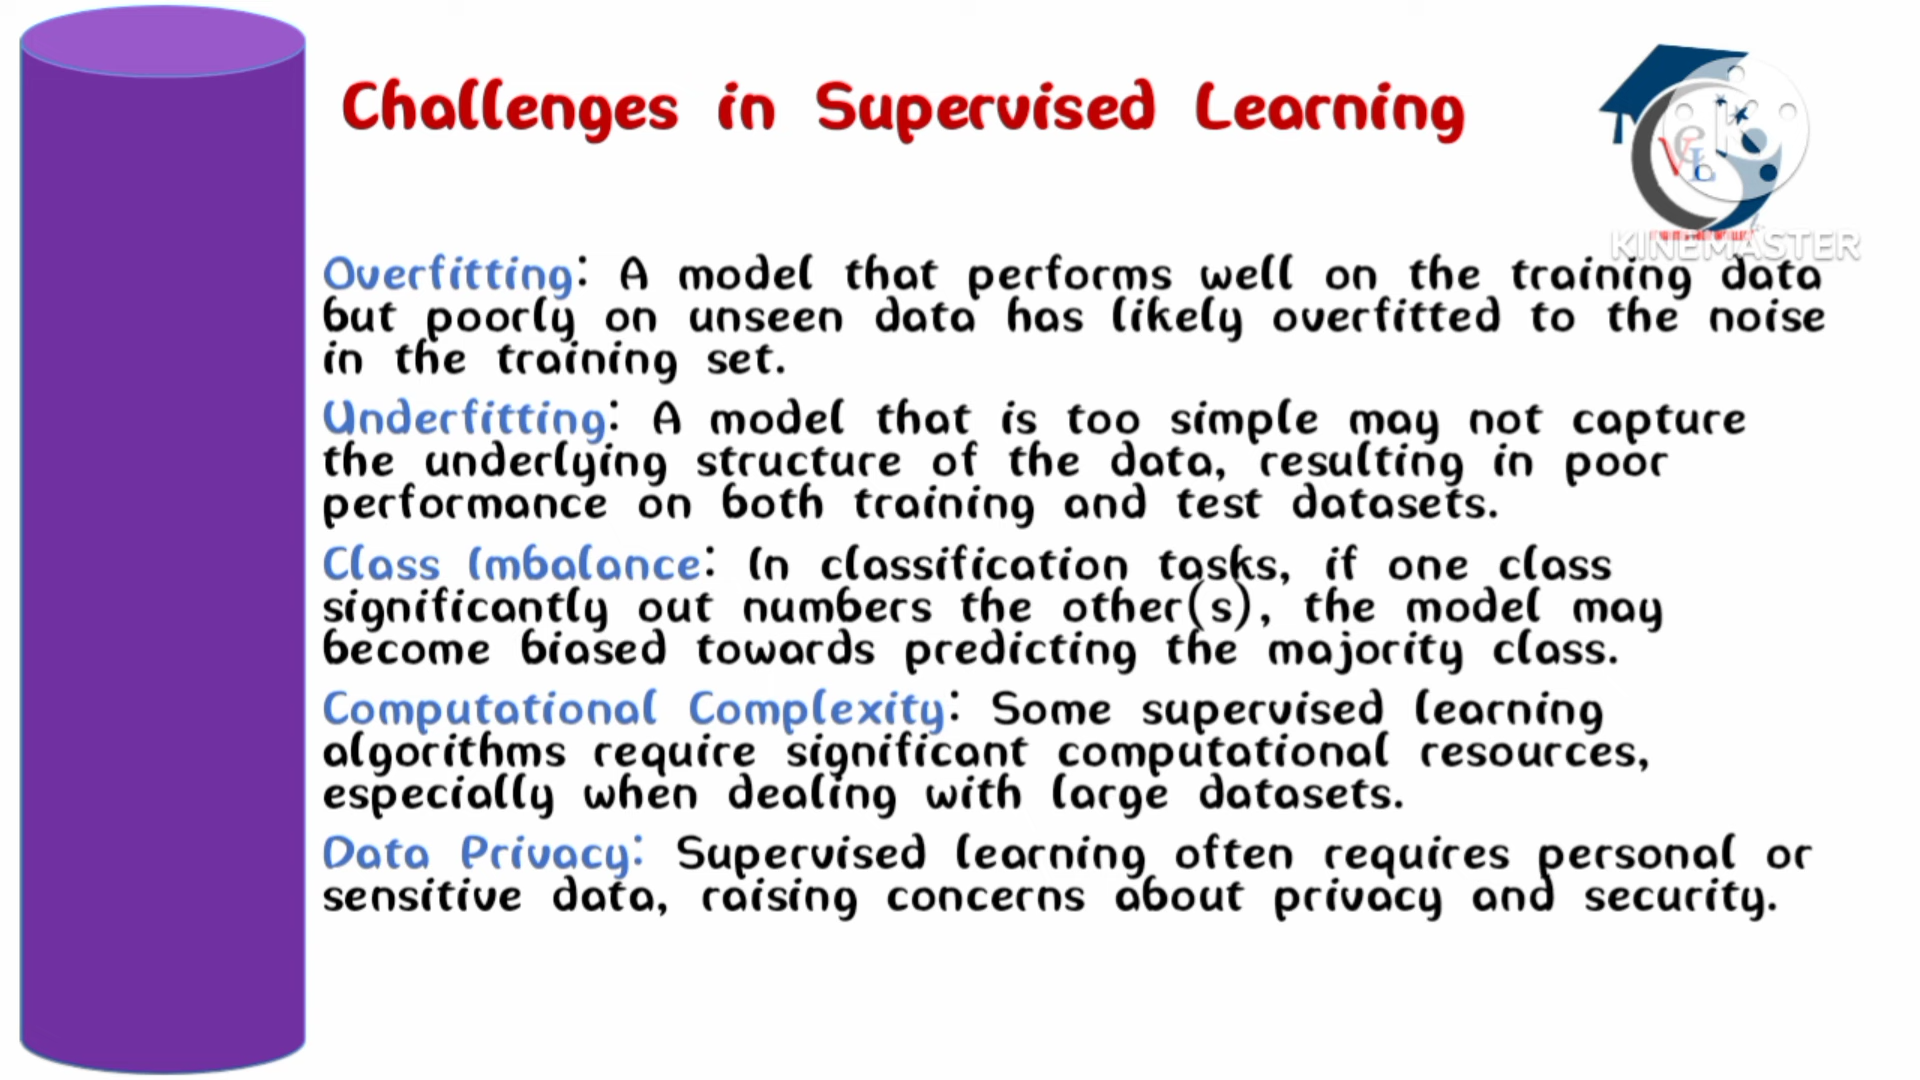 Challenges in Supervised Learning
KINEMASTER
Overfitting: A model that performs well on the training data
but poorly on unseen data has likely overfitted to the noise
in the training set.
Underfitting: A model that is too simple may not capture
the underlying structure of the data, resulting in poor
performance on both training and test datasets.
Class Imbalance: In classification tasks, if one class
significantly out numbers the other(s), the model may
become biased towards predicting the majority class.
Computational Complexity: Some supervised learning
algorithms require significant computational resources,
especially when dealing with large datasets.
Data Privacy: Supervised learning often requires personal or
sensitive data, raising concerns about privacy and security.